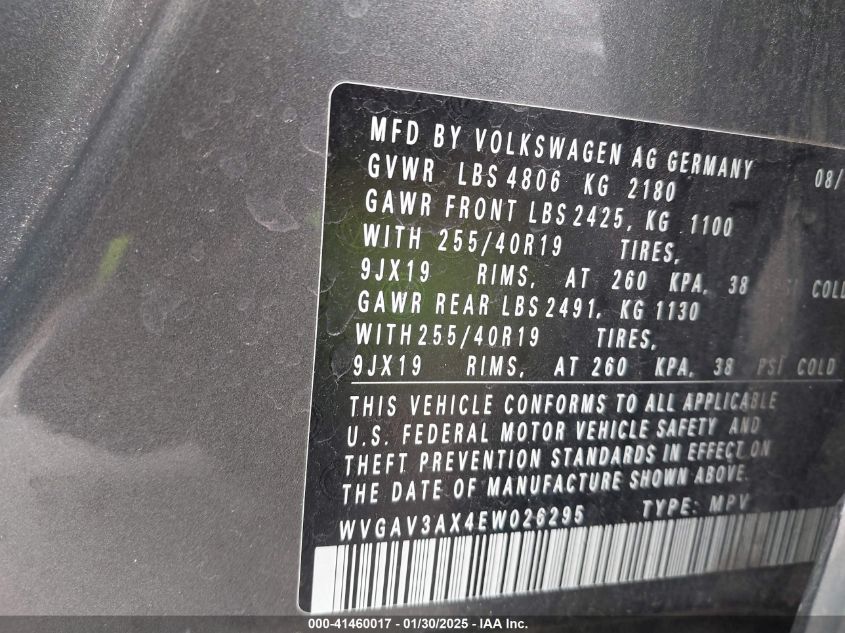 MFD BY VOLKSWAGEN AG GERMANY 08/
GVWR LBS 4806 KG 2180
GAWR FRONT LBS 2425, KG 1100
WITH 255/40R19 TIRES,
9JX19 RIMS, AT 260 KPA, 38 PSI COLD
GAWR REAR LBS 2491, KG 1130
WITH 255/40R19 TIRES,
9JX19 RIMS, AT 260 KPA, 38 PSI COLD
THIS VEHICLE CONFORMS TO ALL APPLICABLE
U.S. FEDERAL MOTOR VEHICLE SAFETY AND
THEFT PREVENTION STANDARDS IN EFFECT ON
THE DATE OF MANUFACTURE SHOWN ABOVE.
WVGAV3AX4EW026295 TYPE: MPV
000-41460017 - 01/30/2025 - IAA Inc.